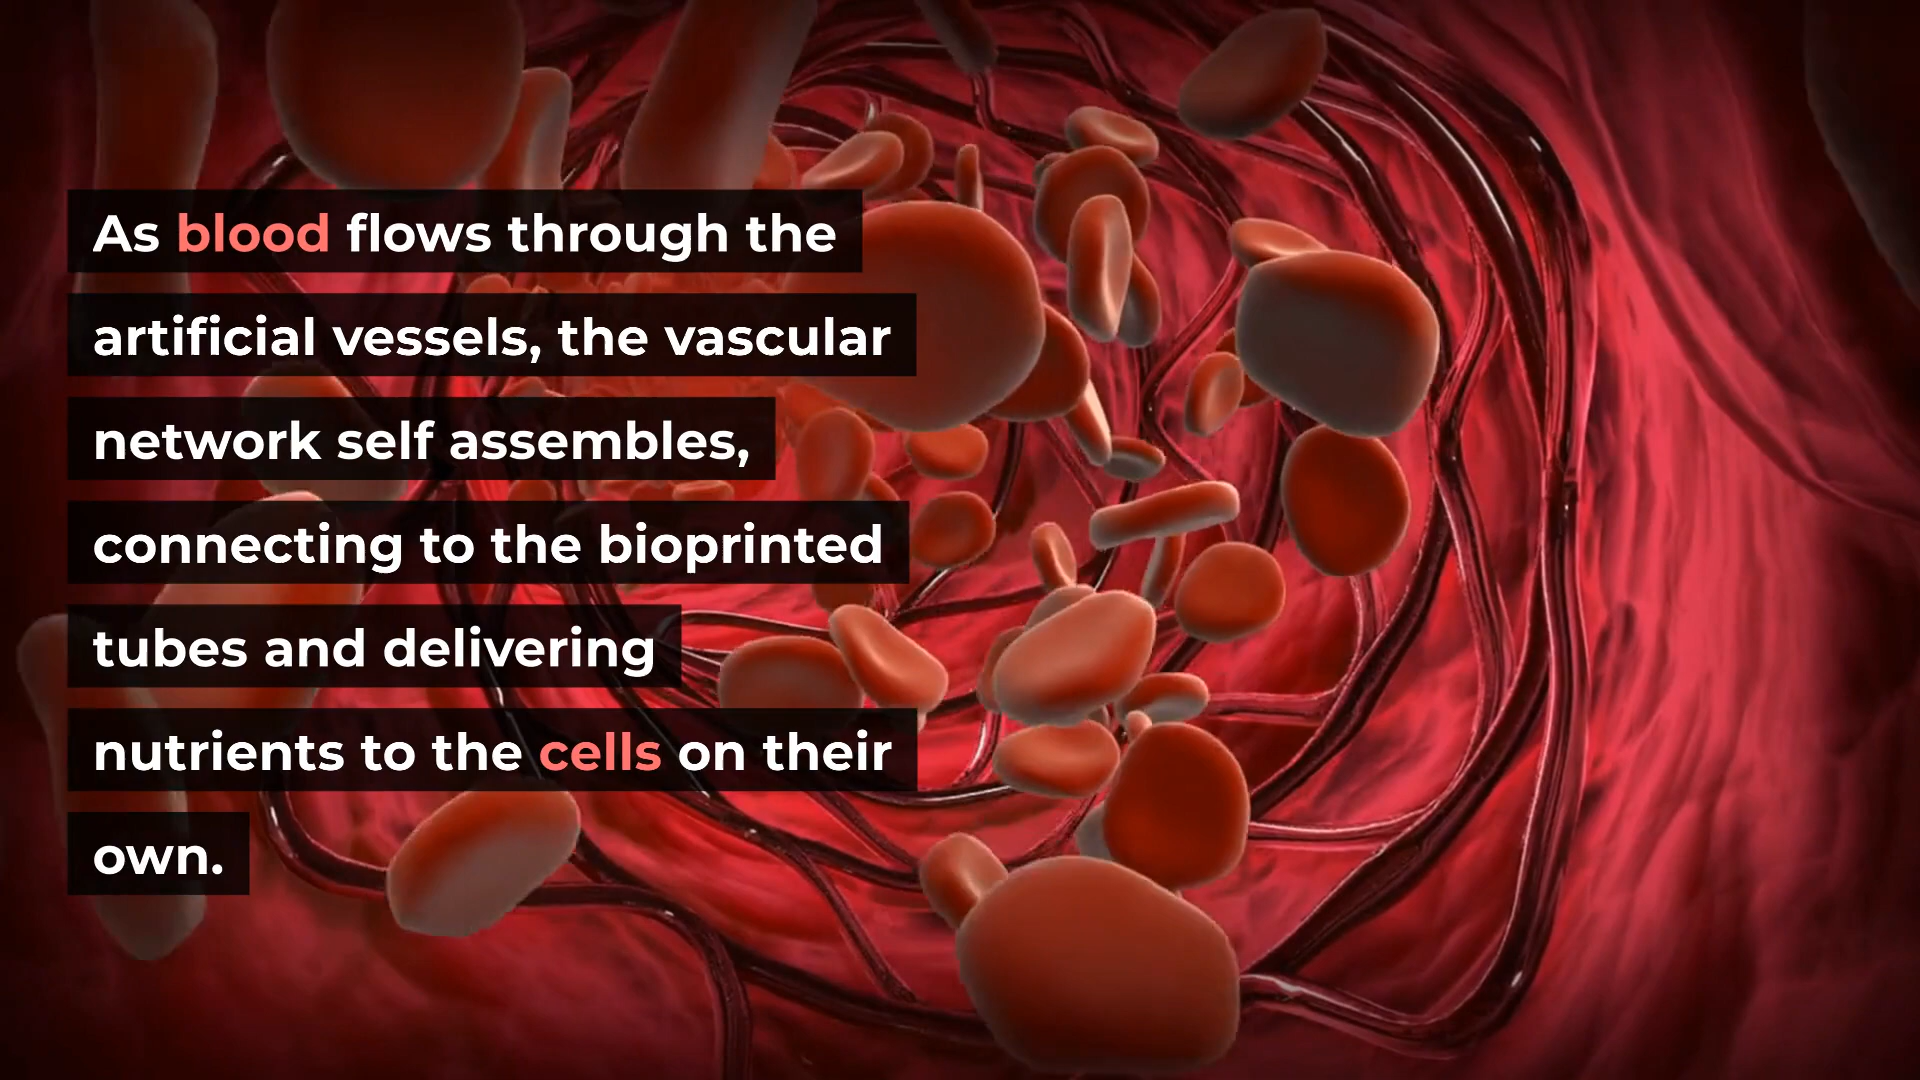 As blood flows through the
artificial vessels, the vascular
network self assembles,
connecting to the bioprinted
tubes and delivering
nutrients to the cells on their
own.